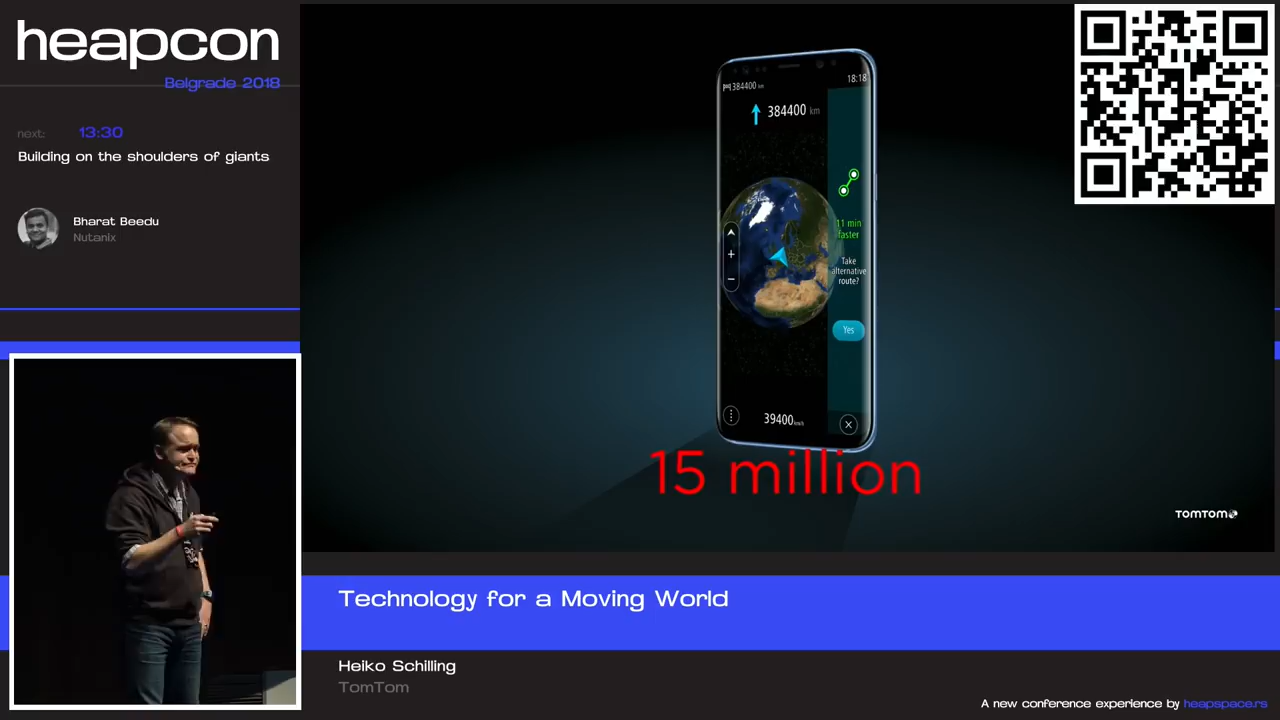 heapcon
Belgrade 2018
next: 13:30
Building on the shoulders of giants
Bharat Beedu
Nutanix
384400 km
18:18
384400 km
11 min
faster
Take
alternative
route?
Yes
39400 km/h
15 million
TOMTOM
Technology for a Moving World
Heiko Schilling
TomTom
A new conference experience by heapspace.rs